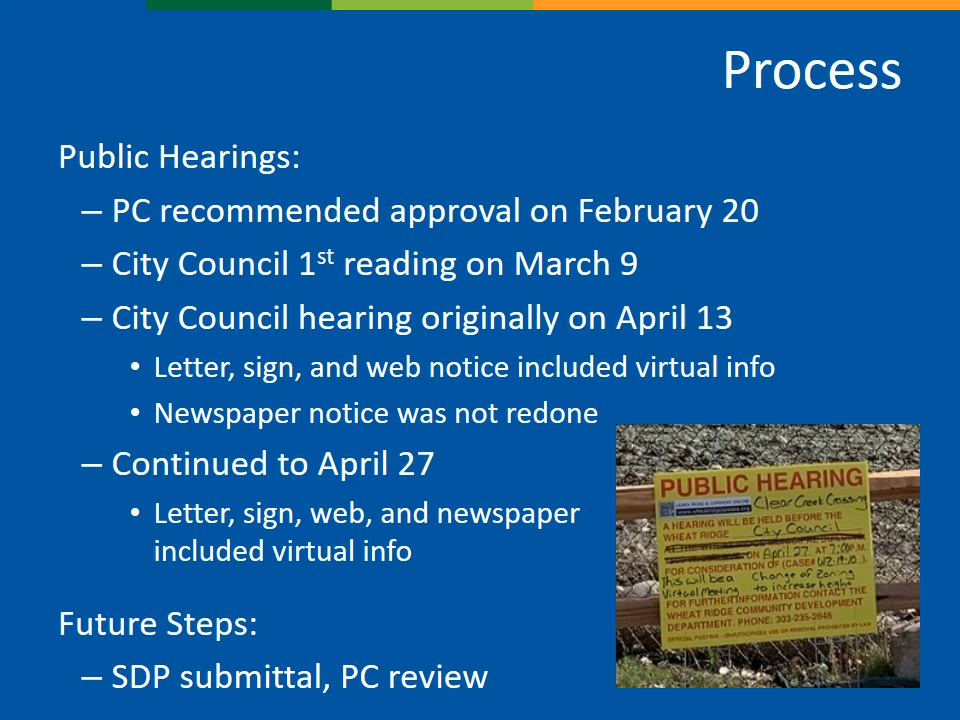 Process
Public Hearings:
– PC recommended approval on February 20
– City Council 1st reading on March 9
– City Council hearing originally on April 13
• Letter, sign, and web notice included virtual info
• Newspaper notice was not redone
– Continued to April 27
• Letter, sign, web, and newspaper
included virtual info
Future Steps:
– SDP submittal, PC review
PUBLIC HEARING
LEARN MORE & COMMENT ONLINE
Clear Creek Crossing
A HEARING WILL BE HELD BEFORE THE
WHEAT RIDGE City Council
ON April 27 AT 7:00 P.M.
FOR CONSIDERATION OF (CASE#
This will be a Change of Zoning
Virtual Meeting to increase height
FOR FURTHER INFORMATION CONTACT THE
WHEAT RIDGE COMMUNITY DEVELOPMENT
DEPARTMENT. PHONE: 303-235-2846
OFFICIAL POSTING - UNAUTHORIZED USE OR REMOVAL PROHIBITED BY LAW